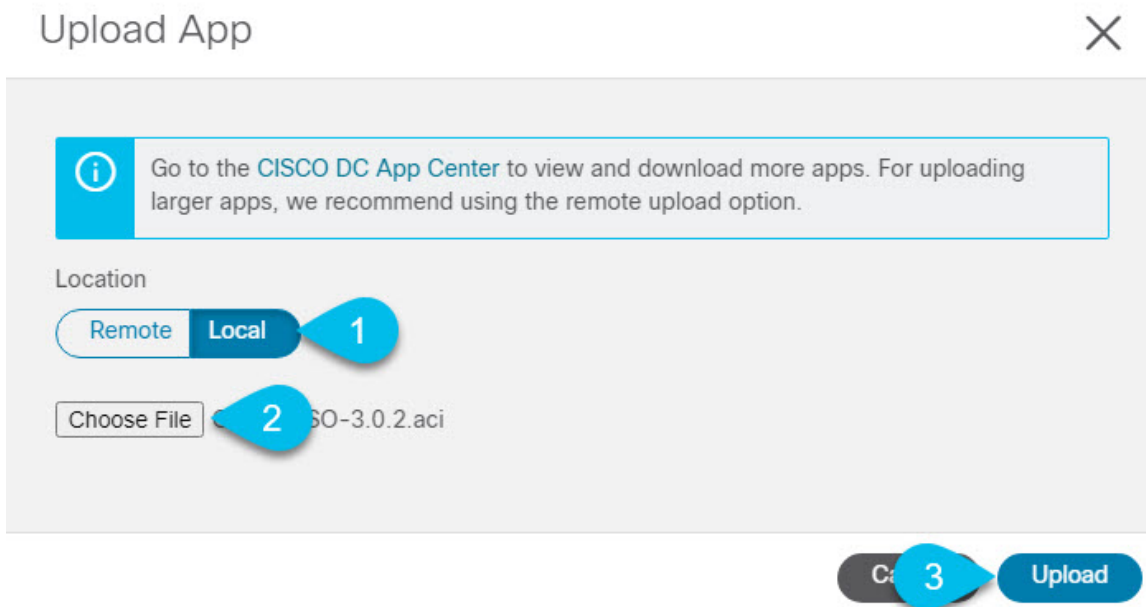 Upload App
Go to the CISCO DC App Center to view and download more apps. For uploading
larger apps, we recommend using the remote upload option.
Location
Remote Local 1
Choose File 2 SO-3.0.2.aci
3 Upload